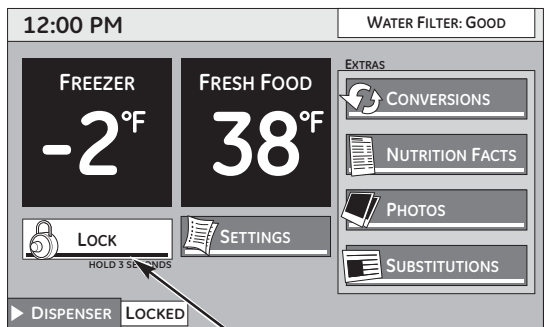 12:00 PM
WATER FILTER: GOOD
EXTRAS
FREEZER
-2°F
FRESH FOOD
38°F
CONVERSIONS
NUTRITION FACTS
PHOTOS
SUBSTITUTIONS
LOCK
HOLD 3 SECONDS
SETTINGS
DISPENSER LOCKED